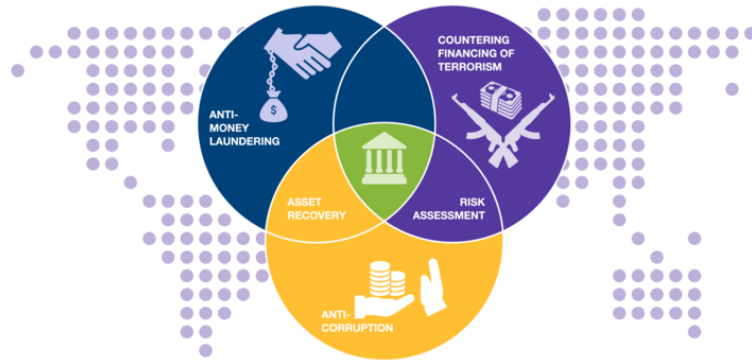 COUNTERING
FINANCING OF
TERRORISM
$
ANTI-
MONEY
LAUNDERING
ASSET
RECOVERY
RISK
ASSESSMENT
ANTI-
CORRUPTION